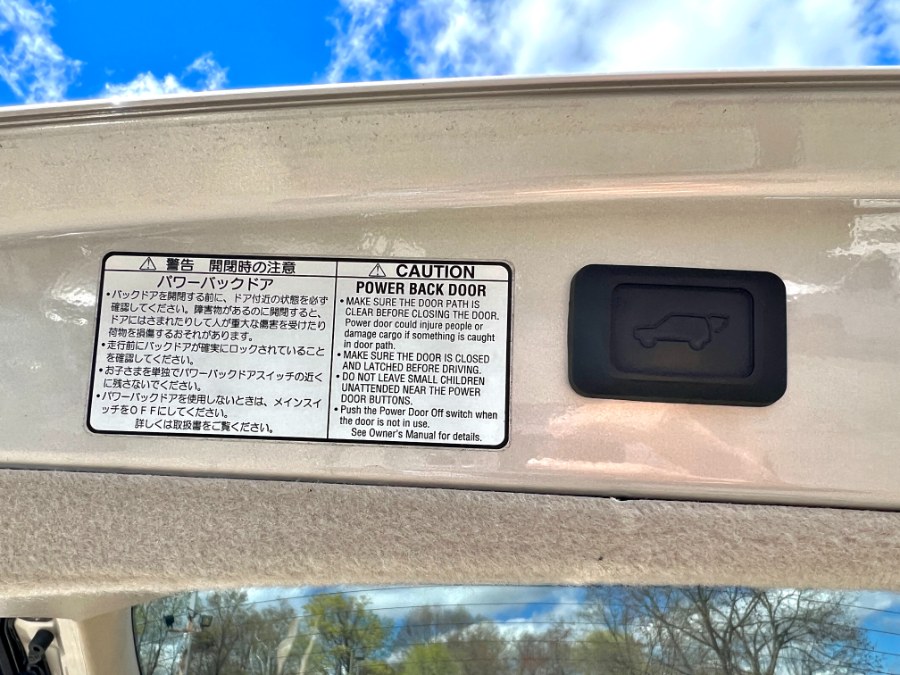 ⚠ 警告 開閉時の注意
パワーバックドア
・バックドアを開閉する前に、ドア付近の状態を必ず
確認してください。障害物があるのに開閉すると、
ドアにはさまれたりして人が重大な傷害を受けたり
荷物を損傷するおそれがあります。
・走行前にバックドアが確実にロックされていること
を確認してください。
・お子さまを単独でパワーバックドアスイッチの近く
に残さないでください。
・パワーバックドアを使用しないときは、メインスイ
ッチをOFFにしてください。
詳しくは取扱書をご覧ください。
⚠ CAUTION
POWER BACK DOOR
• MAKE SURE THE DOOR PATH IS
CLEAR BEFORE CLOSING THE DOOR.
Power door could injure people or
damage cargo if something is caught
in door path.
• MAKE SURE THE DOOR IS CLOSED
AND LATCHED BEFORE DRIVING.
• DO NOT LEAVE SMALL CHILDREN
UNATTENDED NEAR THE POWER
DOOR BUTTONS.
• Push the Power Door Off switch when
the door is not in use.
See Owner's Manual for details.